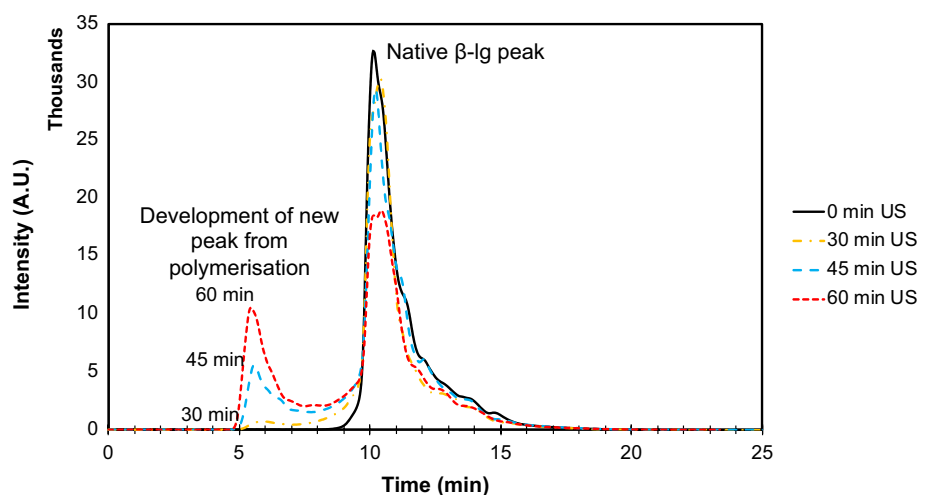 35
30
25
20
15
10
5
0
Thousands
Intensity (A.U.)
Native β-lg peak
Development of new
peak from
polymerisation
60 min
45 min
30 min
0 5 10 15 20 25
Time (min)
0 min US
30 min US
45 min US
60 min US